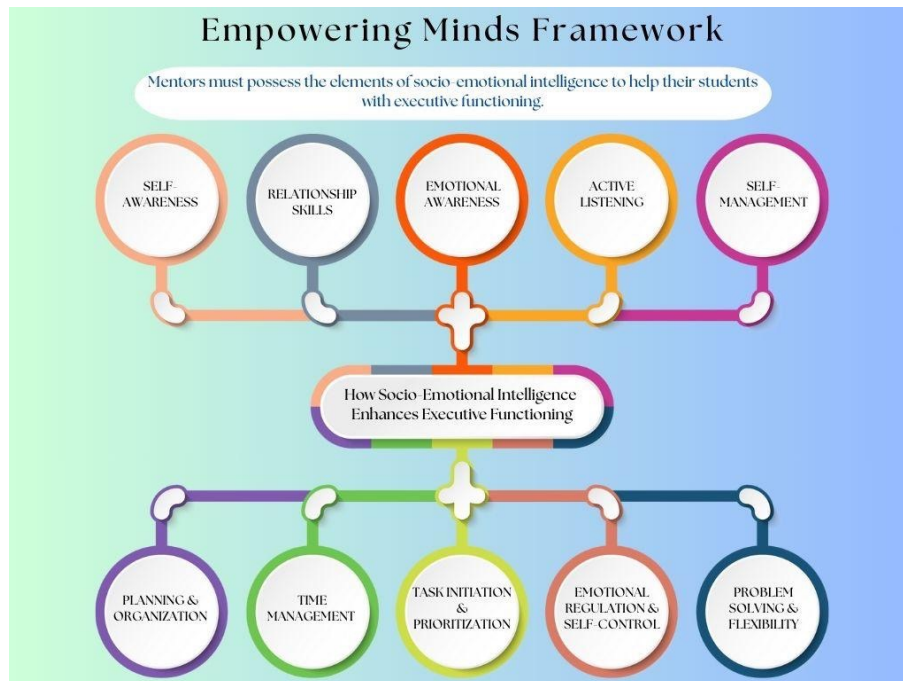 Empowering Minds Framework
Mentors must possess the elements of socio-emotional intelligence to help their students
with executive functioning.
SELF-
AWARENESS
RELATIONSHIP
SKILLS
EMOTIONAL
AWARENESS
ACTIVE
LISTENING
SELF-
MANAGEMENT
How Socio-Emotional Intelligence
Enhances Executive Functioning
PLANNING &
ORGANIZATION
TIME
MANAGEMENT
TASK INITIATION
&
PRIORITIZATION
EMOTIONAL
REGULATION &
SELF-CONTROL
PROBLEM
SOLVING &
FLEXIBILITY